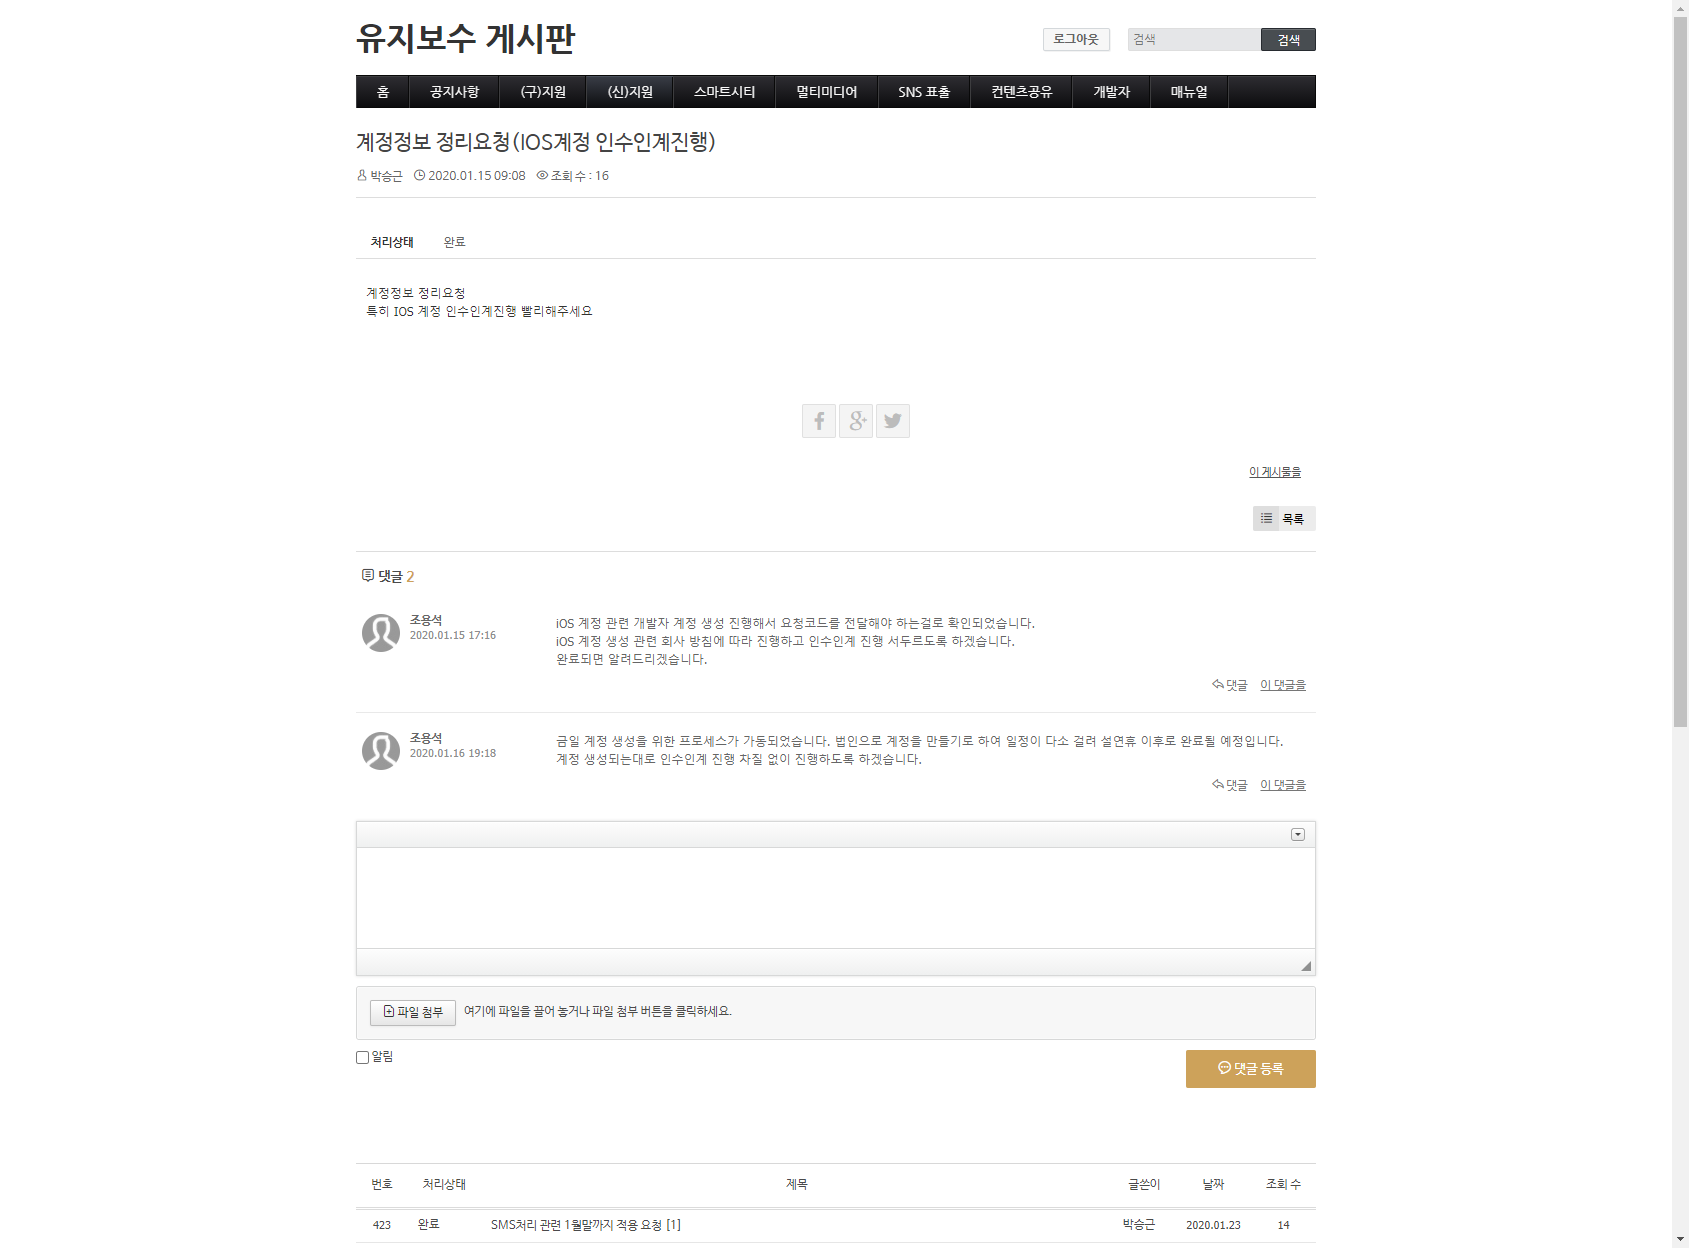 유지보수 게시판
로그아웃
검색
검색
홈 공지사항 (구)지원 (신)지원 스마트시티 멀티미디어 SNS 표출 컨텐츠공유 개발자 매뉴얼
계정정보 정리요청(IOS계정 인수인계진행)
박승근 2020.01.15 09:08 조회 수 : 16
처리상태 완료
계정정보 정리요청
특히 IOS 계정 인수인계진행 빨리해주세요
이 게시물을
목록
댓글 2
조용석
2020.01.15 17:16
iOS 계정 관련 개발자 계정 생성 진행해서 요청코드를 전달해야 하는걸로 확인되었습니다.
iOS 계정 생성 관련 회사 방침에 따라 진행하고 인수인계 진행 서두르도록 하겠습니다.
완료되면 알려드리겠습니다.
댓글 이 댓글을
조용석
2020.01.16 19:18
금일 계정 생성을 위한 프로세스가 가동되었습니다. 법인으로 계정을 만들기로 하여 일정이 다소 걸려 설연휴 이후로 완료될 예정입니다.
계정 생성되는대로 인수인계 진행 차질 없이 진행하도록 하겠습니다.
댓글 이 댓글을
파일 첨부 여기에 파일을 끌어 놓거나 파일 첨부 버튼을 클릭하세요.
알림
댓글 등록
번호 처리상태 제목 글쓴이 날짜 조회 수
423 완료 SMS처리 관련 1월말까지 적용 요청 [1] 박승근 2020.01.23 14